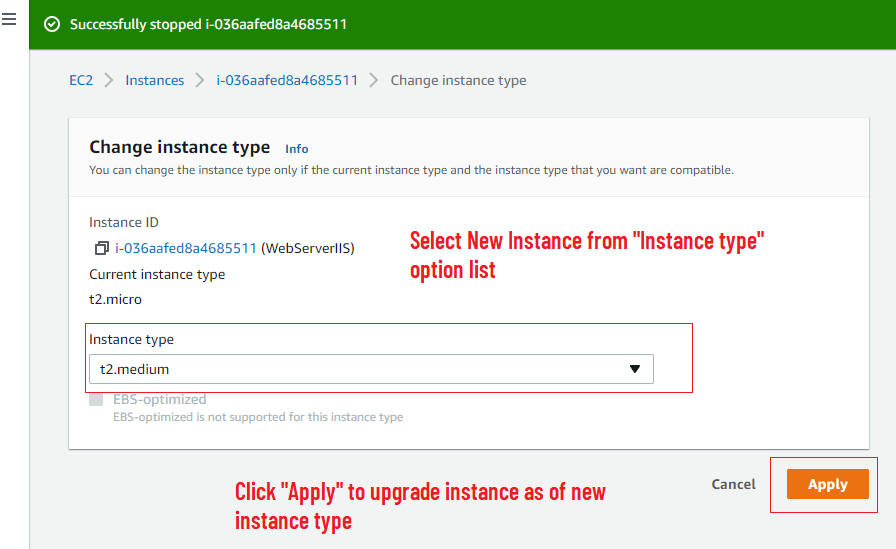 Successfully stopped i-036aafed8a4685511
EC2 > Instances > i-036aafed8a4685511 > Change instance type
Change instance type Info
You can change the instance type only if the current instance type and the instance type that you want are compatible.
Instance ID
i-036aafed8a4685511 (WebServerIIS)
Select New Instance from "Instance type"
option list
Current instance type
t2.micro
Instance type
t2.medium
EBS-optimized
EBS-optimized is not supported for this instance type
Click "Apply" to upgrade instance as of new
instance type
Cancel Apply